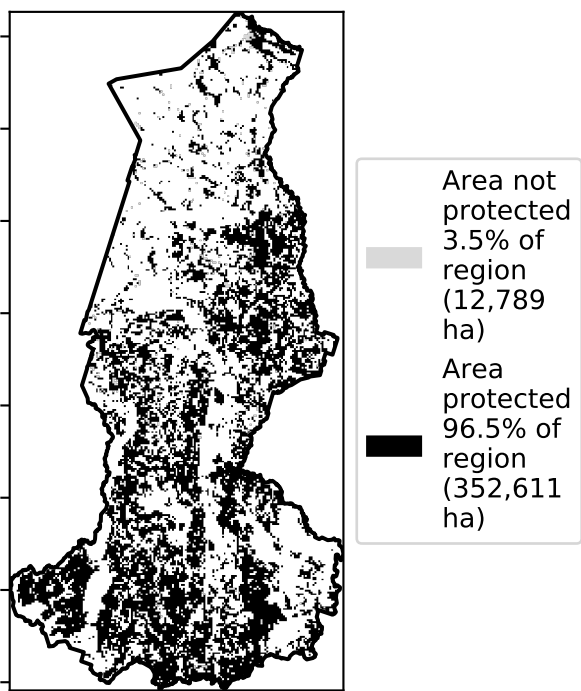 Area not
protected
3.5% of
region
(12,789
ha)
Area
protected
96.5% of
region
(352,611
ha)